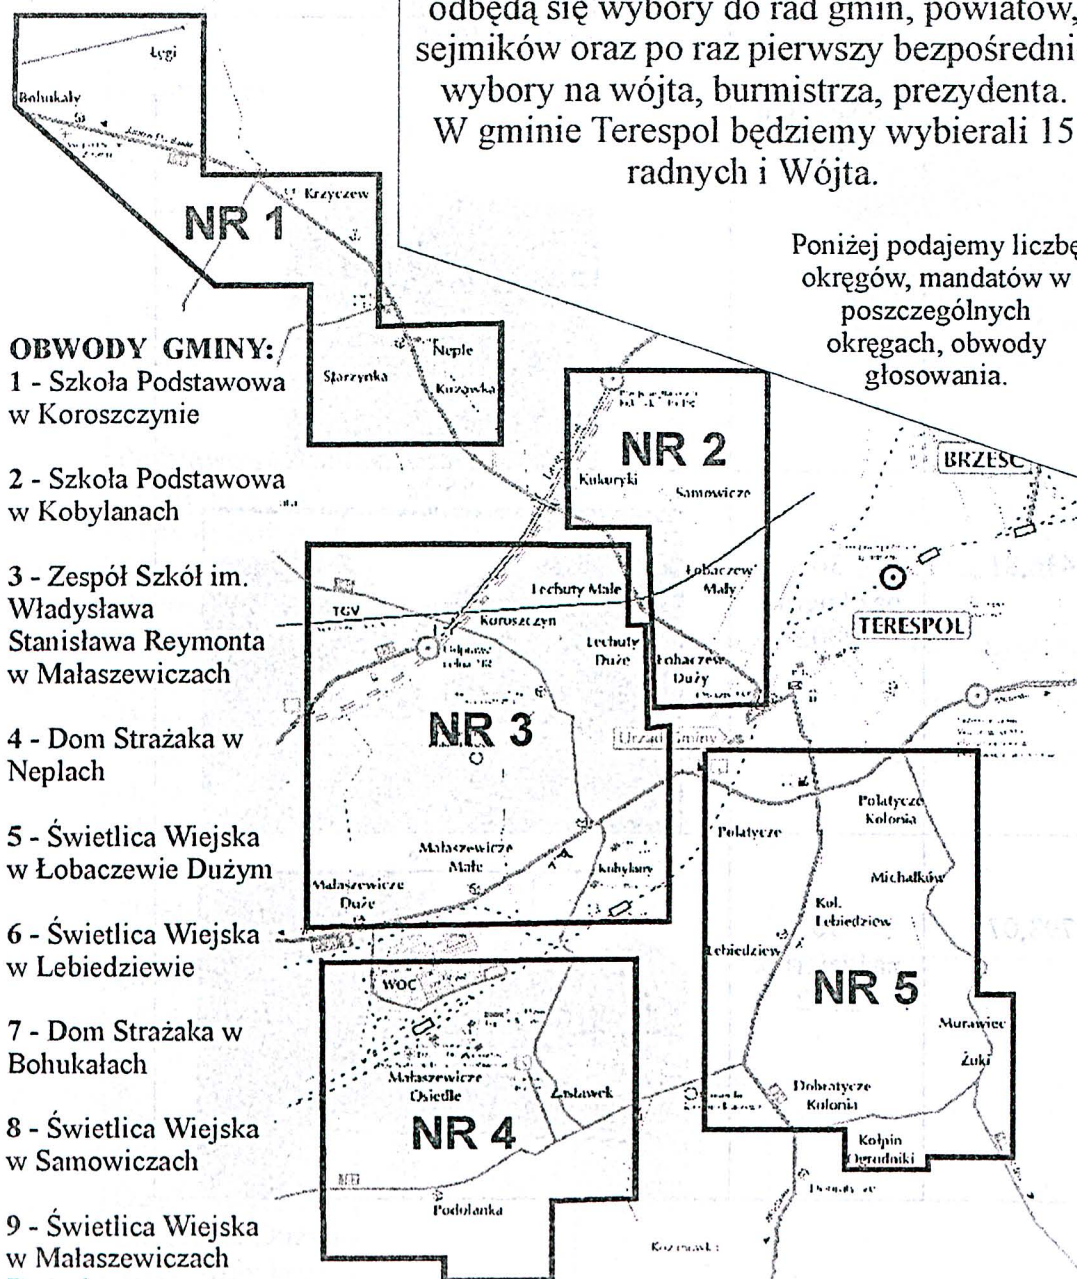 odbędą się wybory do rad gmin, powiatów,
sejmików oraz po raz pierwszy bezpośredni
wybory na wójta, burmistrza, prezydenta.
W gminie Terespol będziemy wybierali 15
radnych i Wójta.
Poniżej podajemy liczbę
okręgów, mandatów w
poszczególnych
okręgach, obwody
głosowania.
OBWODY GMINY:
1 - Szkoła Podstawowa
w Koroszczynie
2 - Szkoła Podstawowa
w Kobylanach
3 - Zespół Szkół im.
Władysława
Stanisława Reymonta
w Małaszewiczach
4 - Dom Strażaka w
Neplach
5 - Świetlica Wiejska
w Łobaczewie Dużym
6 - Świetlica Wiejska
w Lebiedziewie
7 - Dom Strażaka w
Bohukałach
8 - Świetlica Wiejska
w Samowiczach
9 - Świetlica Wiejska
w Małaszewiczach
Łęgi
Bohukały
Krzyczew
NR 1
Neple
Starzynka
Kuzawka
NR 2
Kukuryki
Samowicze
Łobaczew
Mały
Łobaczew
Duży
BRZEŚĆ
TERESPOL
Lechuty Małe
TGV
Koroszczyn
Lechuty
Duże
NR 3
Urząd Gminy
Małaszewicze
Małe
Małaszewicze
Duże
Kobylany
Polatycze
Kolonia
Polatycze
Michalków
Kol.
Lebiedziew
Lebiedziew
NR 5
Murawiec
Żuki
Dobratycze
Kolonia
Kołpin
Ogrodniki
Dobratycze
WOC
Małaszewicze
Osiedle
Zastawek
NR 4
Podolanka